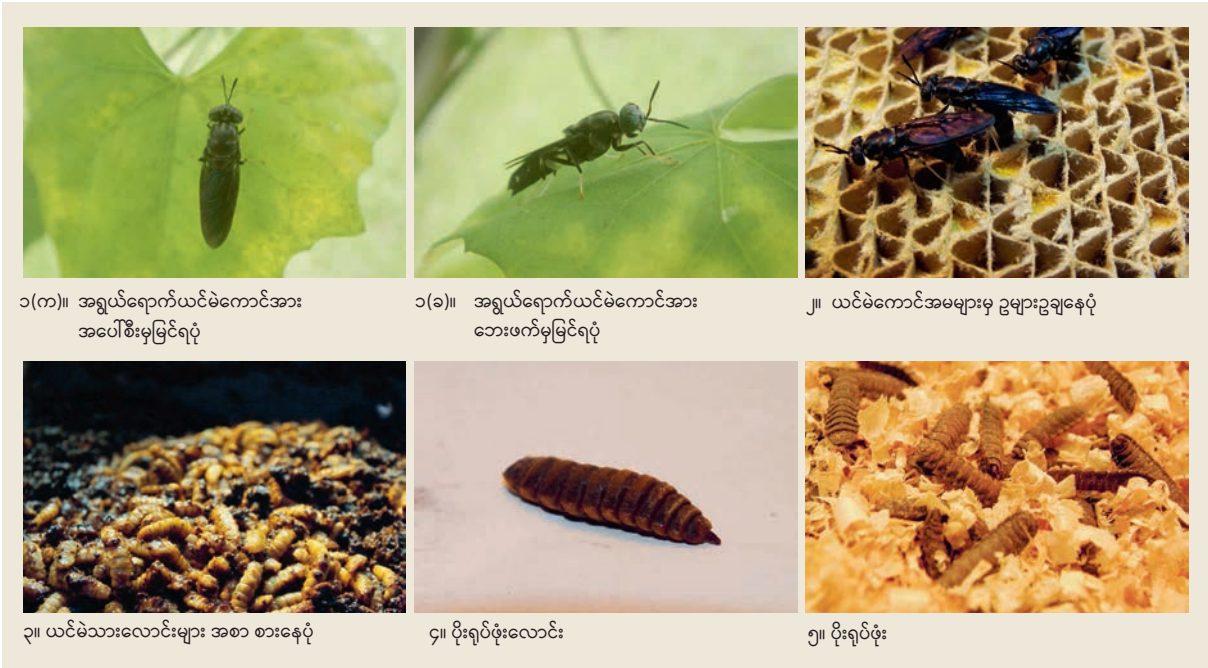 ၁(က)။ အရွယ်ရောက်ယင်မဲကောင်အား
အပေါ်စီးမှမြင်ရပုံ
၁(ခ)။ အရွယ်ရောက်ယင်မဲကောင်အား
ဘေးဖက်မှမြင်ရပုံ
၂။ ယင်မဲကောင်အမများမှ ဥများဥချနေပုံ
၃။ ယင်မဲသားလောင်းများ အစာ စားနေပုံ
၄။ ပိုးရုပ်ဖုံးလောင်း
၅။ ပိုးရုပ်ဖုံး